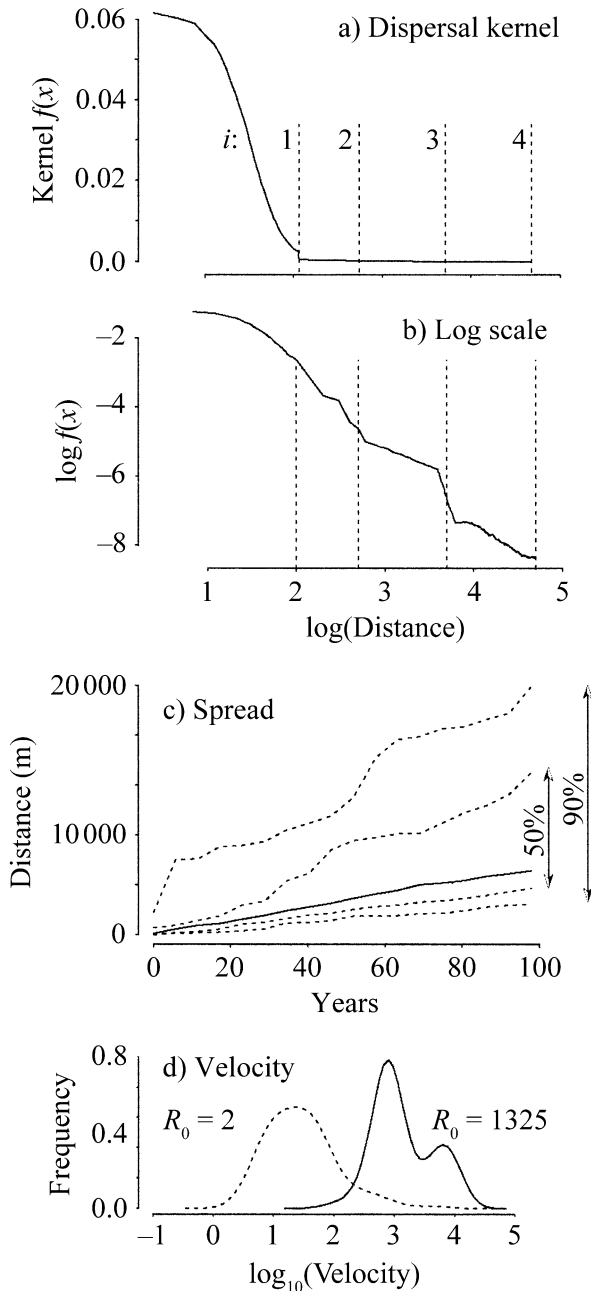 a) Dispersal kernel
Kernel f(x)
0.06
0.04
0.02
0.0
i: 1 2 3 4
b) Log scale
log f(x)
–2
–4
–6
–8
1 2 3 4 5
log(Distance)
c) Spread
Distance (m)
20 000
10 000
0
50%
90%
0 20 40 60 80 100
Years
d) Velocity
Frequency
0.8
0.4
0.0
R0 = 2
R0 = 1325
–1 0 1 2 3 4 5
log10(Velocity)